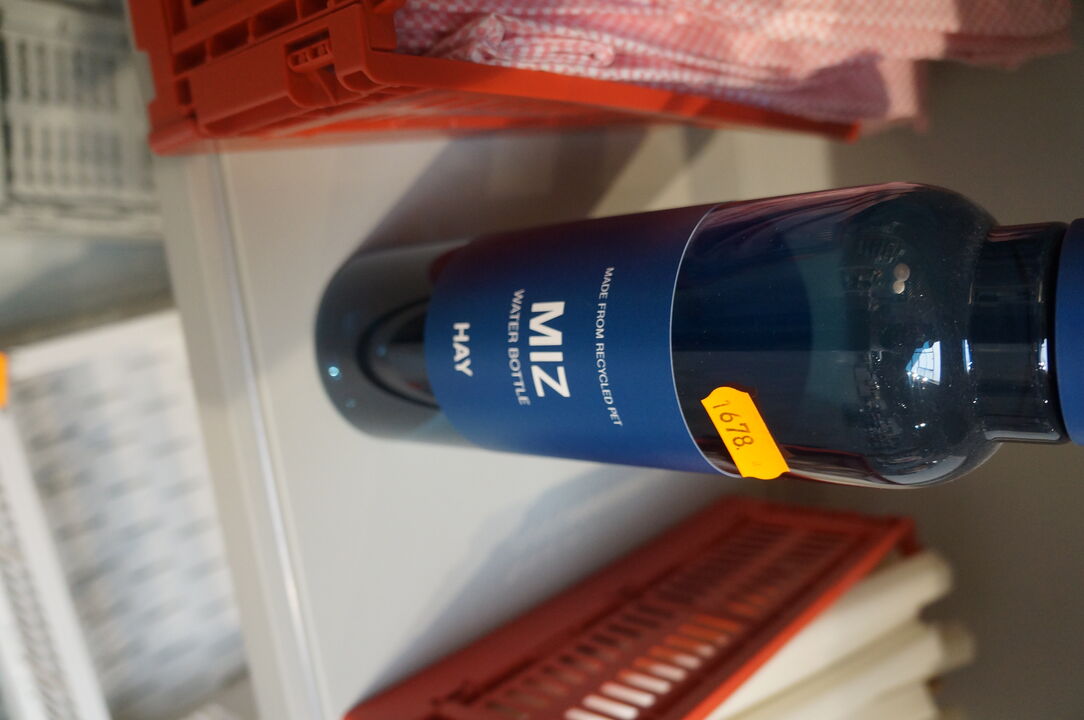 MADE FROM RECYCLED PET
MIZ
WATER BOTTLE
HAY
1678.